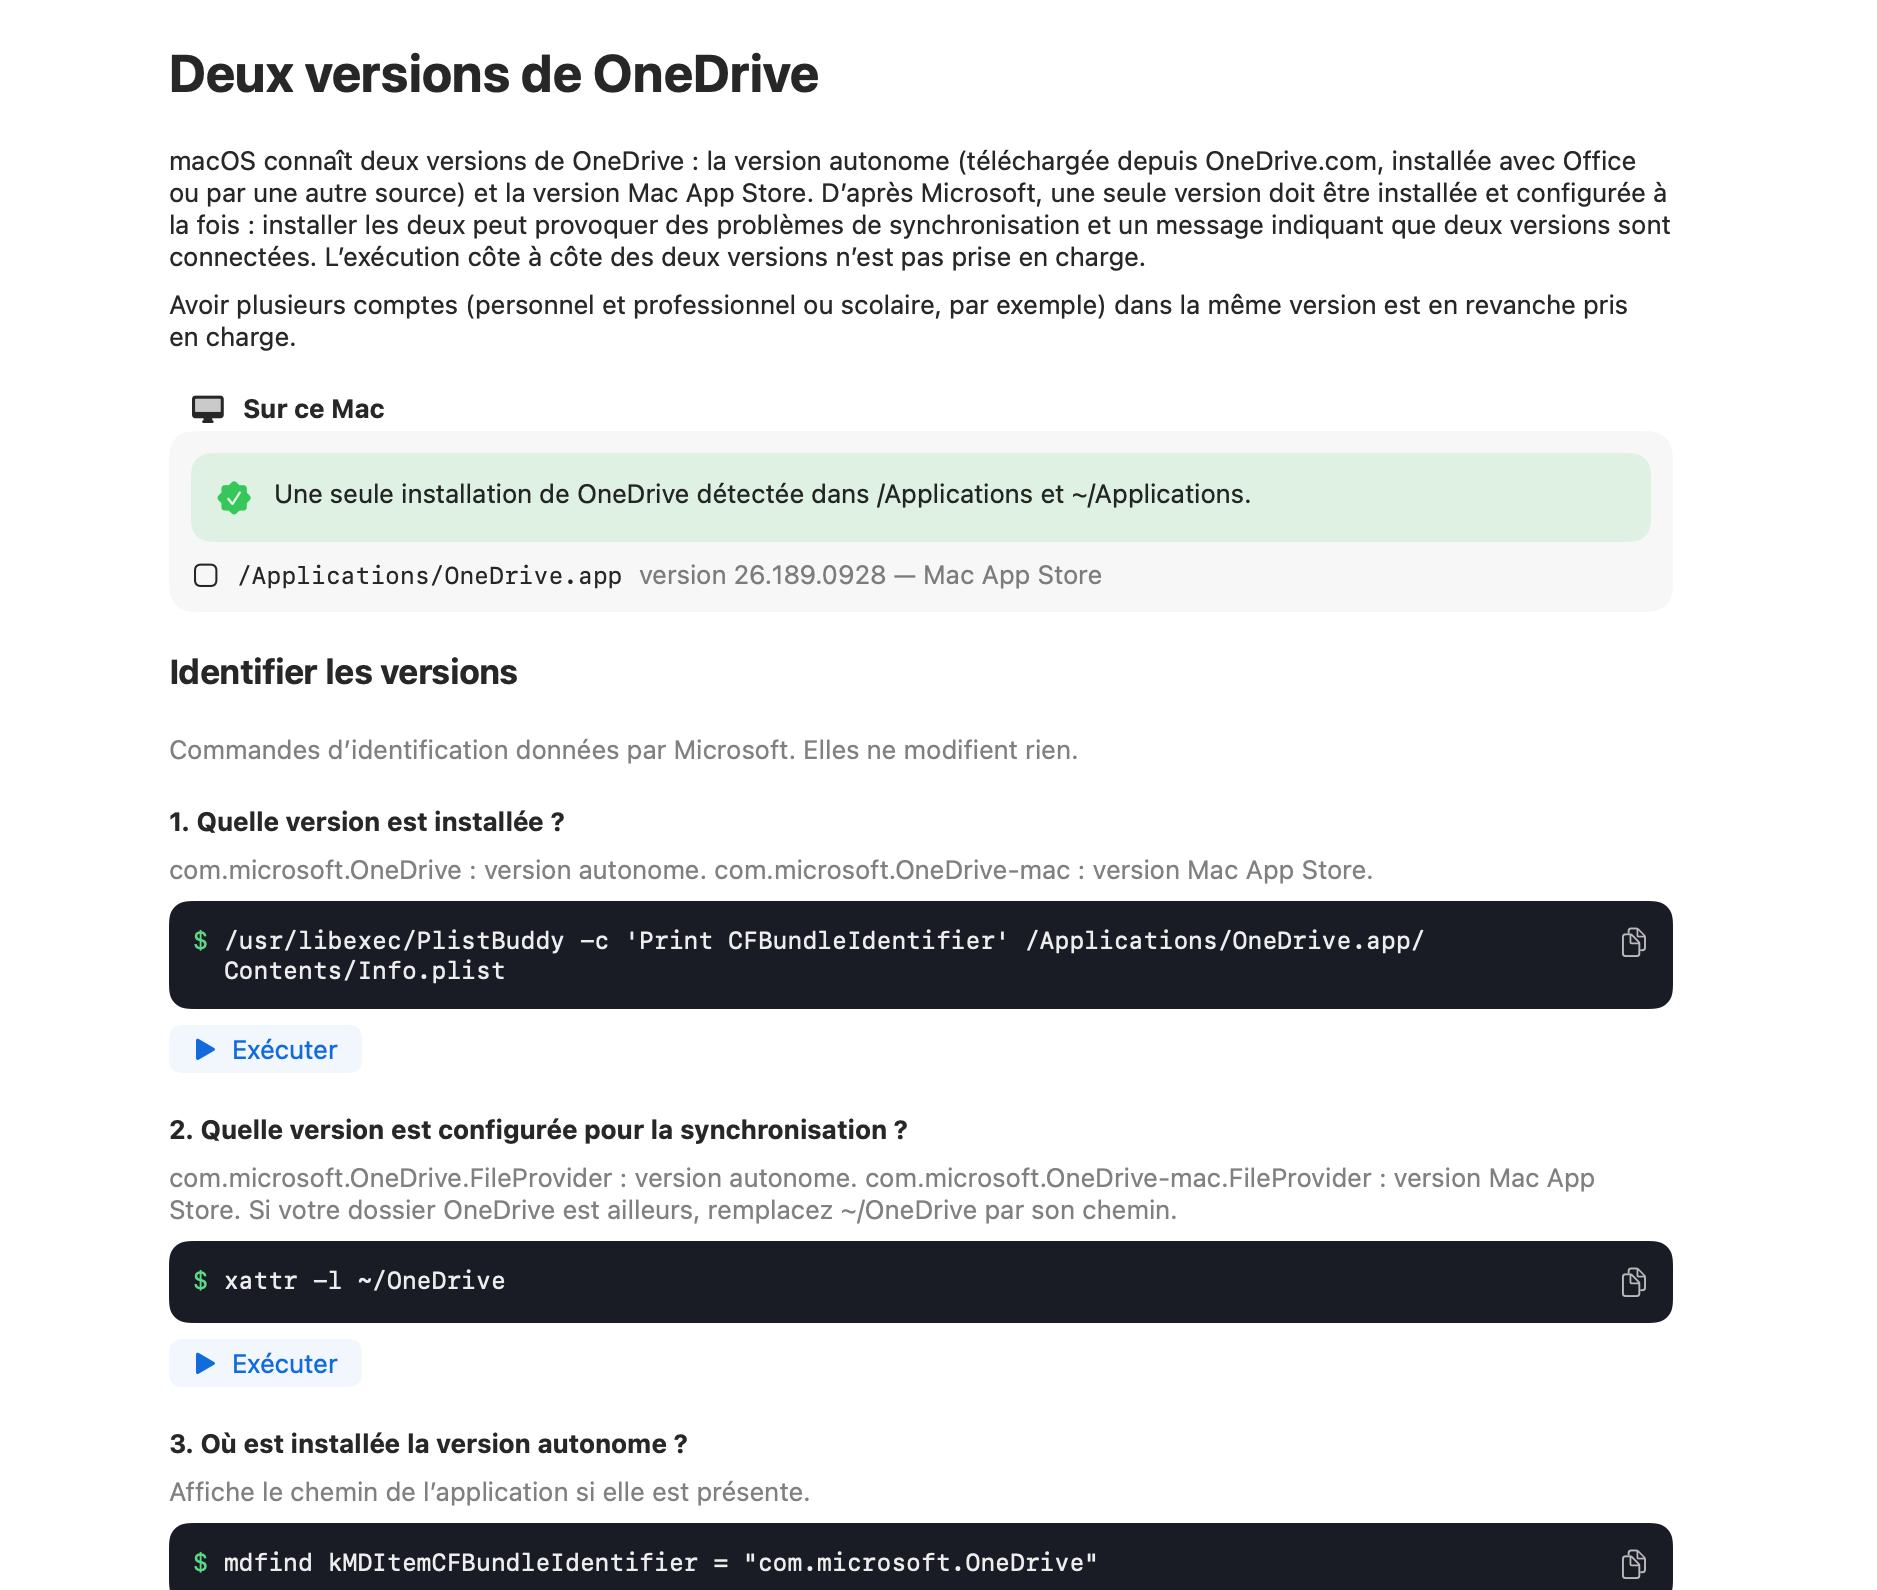 Deux versions de OneDrive
macOS connaît deux versions de OneDrive : la version autonome (téléchargée depuis OneDrive.com, installée avec Office
ou par une autre source) et la version Mac App Store. D’après Microsoft, une seule version doit être installée et configurée à
la fois : installer les deux peut provoquer des problèmes de synchronisation et un message indiquant que deux versions sont
connectées. L’exécution côte à côte des deux versions n’est pas prise en charge.
Avoir plusieurs comptes (personnel et professionnel ou scolaire, par exemple) dans la même version est en revanche pris
en charge.
Sur ce Mac
Une seule installation de OneDrive détectée dans /Applications et ~/Applications.
/Applications/OneDrive.app version 26.189.0928 — Mac App Store
Identifier les versions
Commandes d’identification données par Microsoft. Elles ne modifient rien.
1. Quelle version est installée ?
com.microsoft.OneDrive : version autonome. com.microsoft.OneDrive-mac : version Mac App Store.
$ /usr/libexec/PlistBuddy -c 'Print CFBundleIdentifier' /Applications/OneDrive.app/
Contents/Info.plist
Exécuter
2. Quelle version est configurée pour la synchronisation ?
com.microsoft.OneDrive.FileProvider : version autonome. com.microsoft.OneDrive-mac.FileProvider : version Mac App
Store. Si votre dossier OneDrive est ailleurs, remplacez ~/OneDrive par son chemin.
$ xattr -l ~/OneDrive
Exécuter
3. Où est installée la version autonome ?
Affiche le chemin de l’application si elle est présente.
$ mdfind kMDItemCFBundleIdentifier = "com.microsoft.OneDrive"